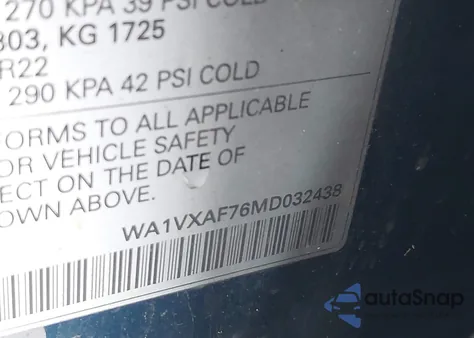 270 KPA 39 PSI COLD
803, KG 1725
R22
290 KPA 42 PSI COLD
FORMS TO ALL APPLICABLE
OR VEHICLE SAFETY
ECT ON THE DATE OF
OWN ABOVE.
WA1VXAF76MD032438
autoSnap